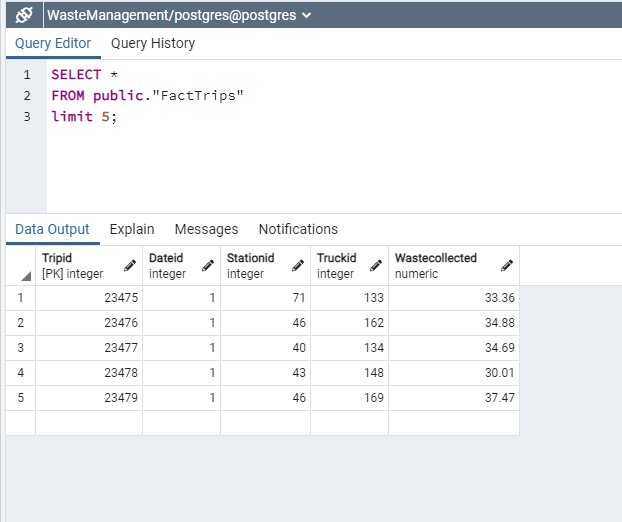 WasteManagement/postgres@postgres
Query Editor Query History
1 SELECT *
2 FROM public."FactTrips"
3 limit 5;
Data Output Explain Messages Notifications
Tripid Dateid Stationid Truckid Wastecollected
[PK] integer integer integer integer numeric
1 23475 1 71 133 33.36
2 23476 1 46 162 34.88
3 23477 1 40 134 34.69
4 23478 1 43 148 30.01
5 23479 1 46 169 37.47